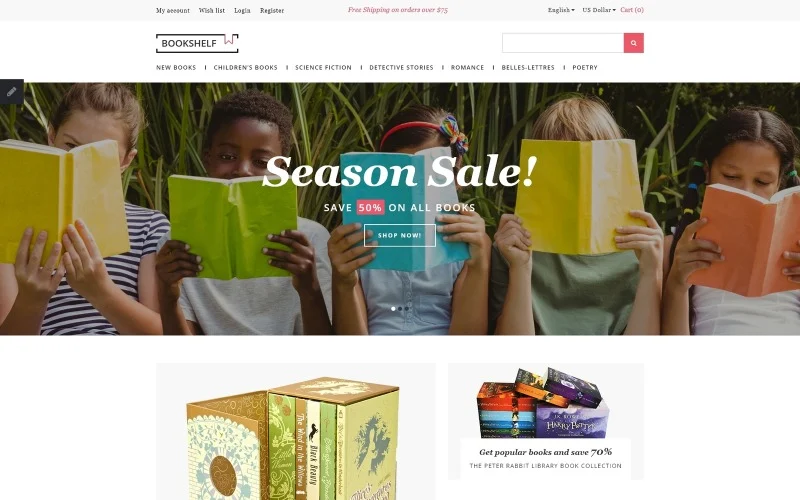 My account Wish list Login Register Free Shipping on orders over $75 English US Dollar Cart (0)
BOOKSHELF
NEW BOOKS CHILDREN'S BOOKS SCIENCE FICTION DETECTIVE STORIES ROMANCE BELLES-LETTRES POETRY
Season Sale!
SAVE 50% ON ALL BOOKS
SHOP NOW!
The Wind in the Willows
Black Beauty
HARRY POTTER
Get popular books and save 70%
THE PETER RABBIT LIBRARY BOOK COLLECTION